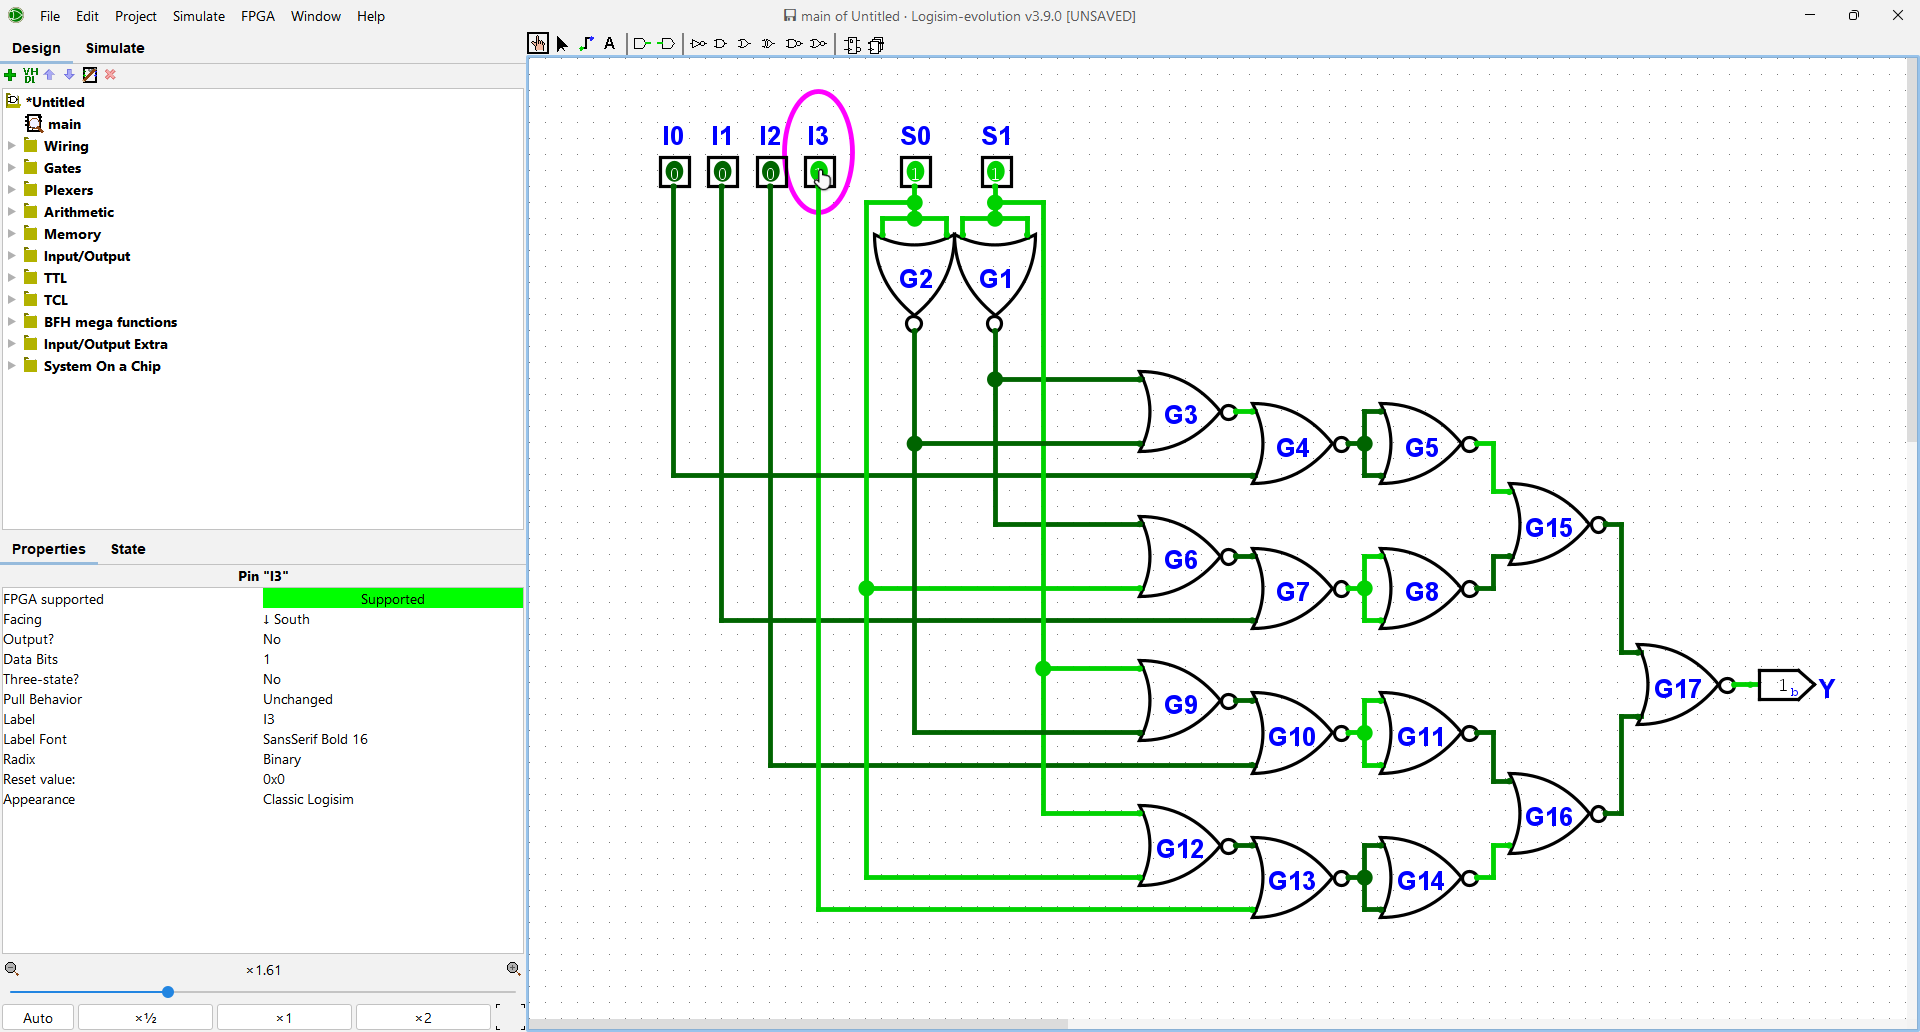 File Edit Project Simulate FPGA Window Help
main of Untitled · Logisim-evolution v3.9.0 [UNSAVED]
Design Simulate
A
VH
DL
*Untitled
main
Wiring
Gates
Plexers
Arithmetic
Memory
Input/Output
TTL
TCL
BFH mega functions
Input/Output Extra
System On a Chip
Properties State
Pin "I3"
FPGA supported Supported
Facing ↓ South
Output? No
Data Bits 1
Three-state? No
Pull Behavior Unchanged
Label I3
Label Font SansSerif Bold 16
Radix Binary
Reset value: 0x0
Appearance Classic Logisim
×1.61
Auto ×½ ×1 ×2
I0 I1 I2 I3 S0 S1
0 0 0 1 1
G2 G1
G3
G4 G5
G15
G6
G7 G8
G17 1b Y
G9
G10 G11
G16
G12
G13 G14